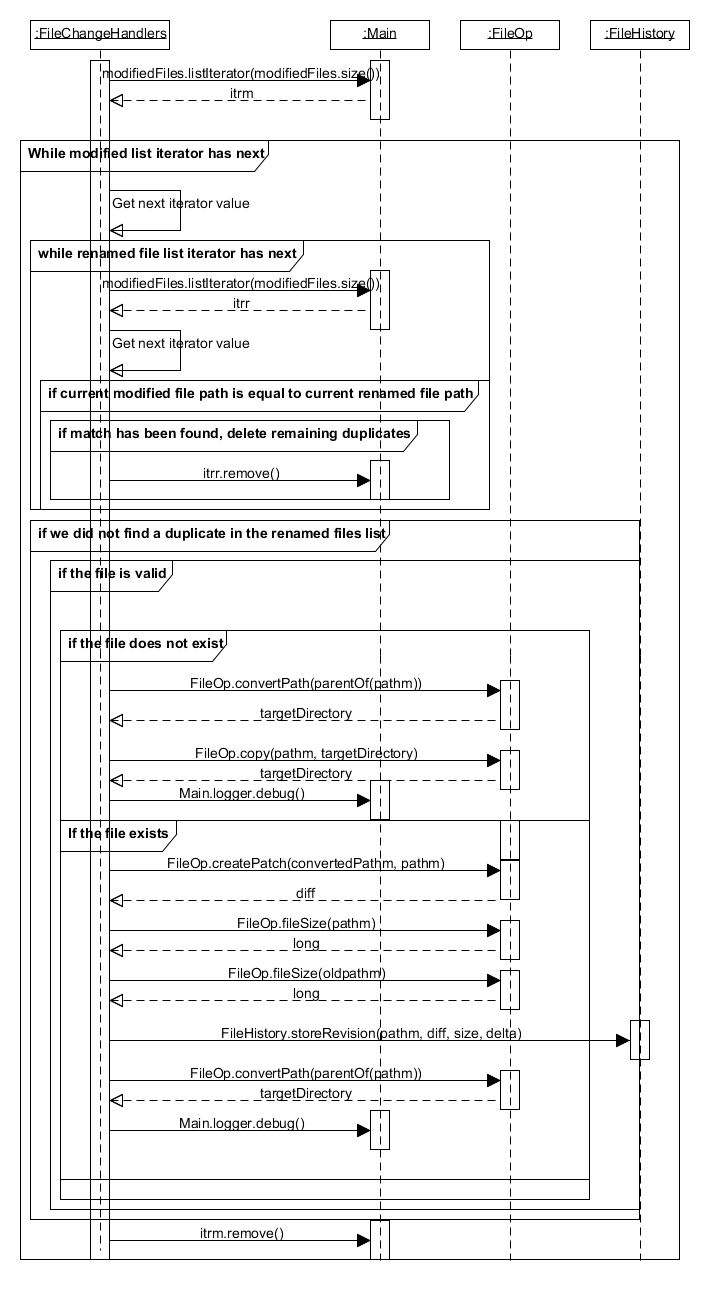 :FileChangeHandlers :Main :FileOp :FileHistory
modifiedFiles.listIterator(modifiedFiles.size())
itrm
While modified list iterator has next
Get next iterator value
while renamed file list iterator has next
modifiedFiles.listIterator(modifiedFiles.size())
itrr
Get next iterator value
if current modified file path is equal to current renamed file path
if match has been found, delete remaining duplicates
itrr.remove()
if we did not find a duplicate in the renamed files list
if the file is valid
if the file does not exist
FileOp.convertPath(parentOf(pathm))
targetDirectory
FileOp.copy(pathm, targetDirectory)
targetDirectory
Main.logger.debug()
If the file exists
FileOp.createPatch(convertedPathm, pathm)
diff
FileOp.fileSize(pathm)
long
FileOp.fileSize(oldpathm)
long
FileHistory.storeRevision(pathm, diff, size, delta)
FileOp.convertPath(parentOf(pathm))
targetDirectory
Main.logger.debug()
itrm.remove()